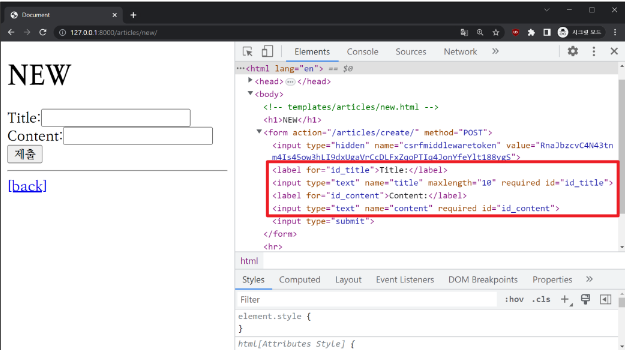 Document
127.0.0.1:8000/articles/new/
시크릿 모드
NEW
Title:
Content:
제출
[back]
Elements Console Sources Network »
<html lang="en"> == $0
<head> … </head>
<body>
<!-- templates/articles/new.html -->
<h1>NEW</h1>
<form action="/articles/create/" method="POST">
<input type="hidden" name="csrfmiddlewaretoken" value=
<label for="id_title">Title:</label>
<input type="text" name="title" maxlength="10" required id="id_title">
<label for="id_content">Content:</label>
<input type="text" name="content" required id="id_content">
<input type="submit">
</form>
<hr>
html
Styles Computed Layout Event Listeners DOM Breakpoints Properties »
Filter :hov .cls +
element.style {
}
html[Attributes Style] {